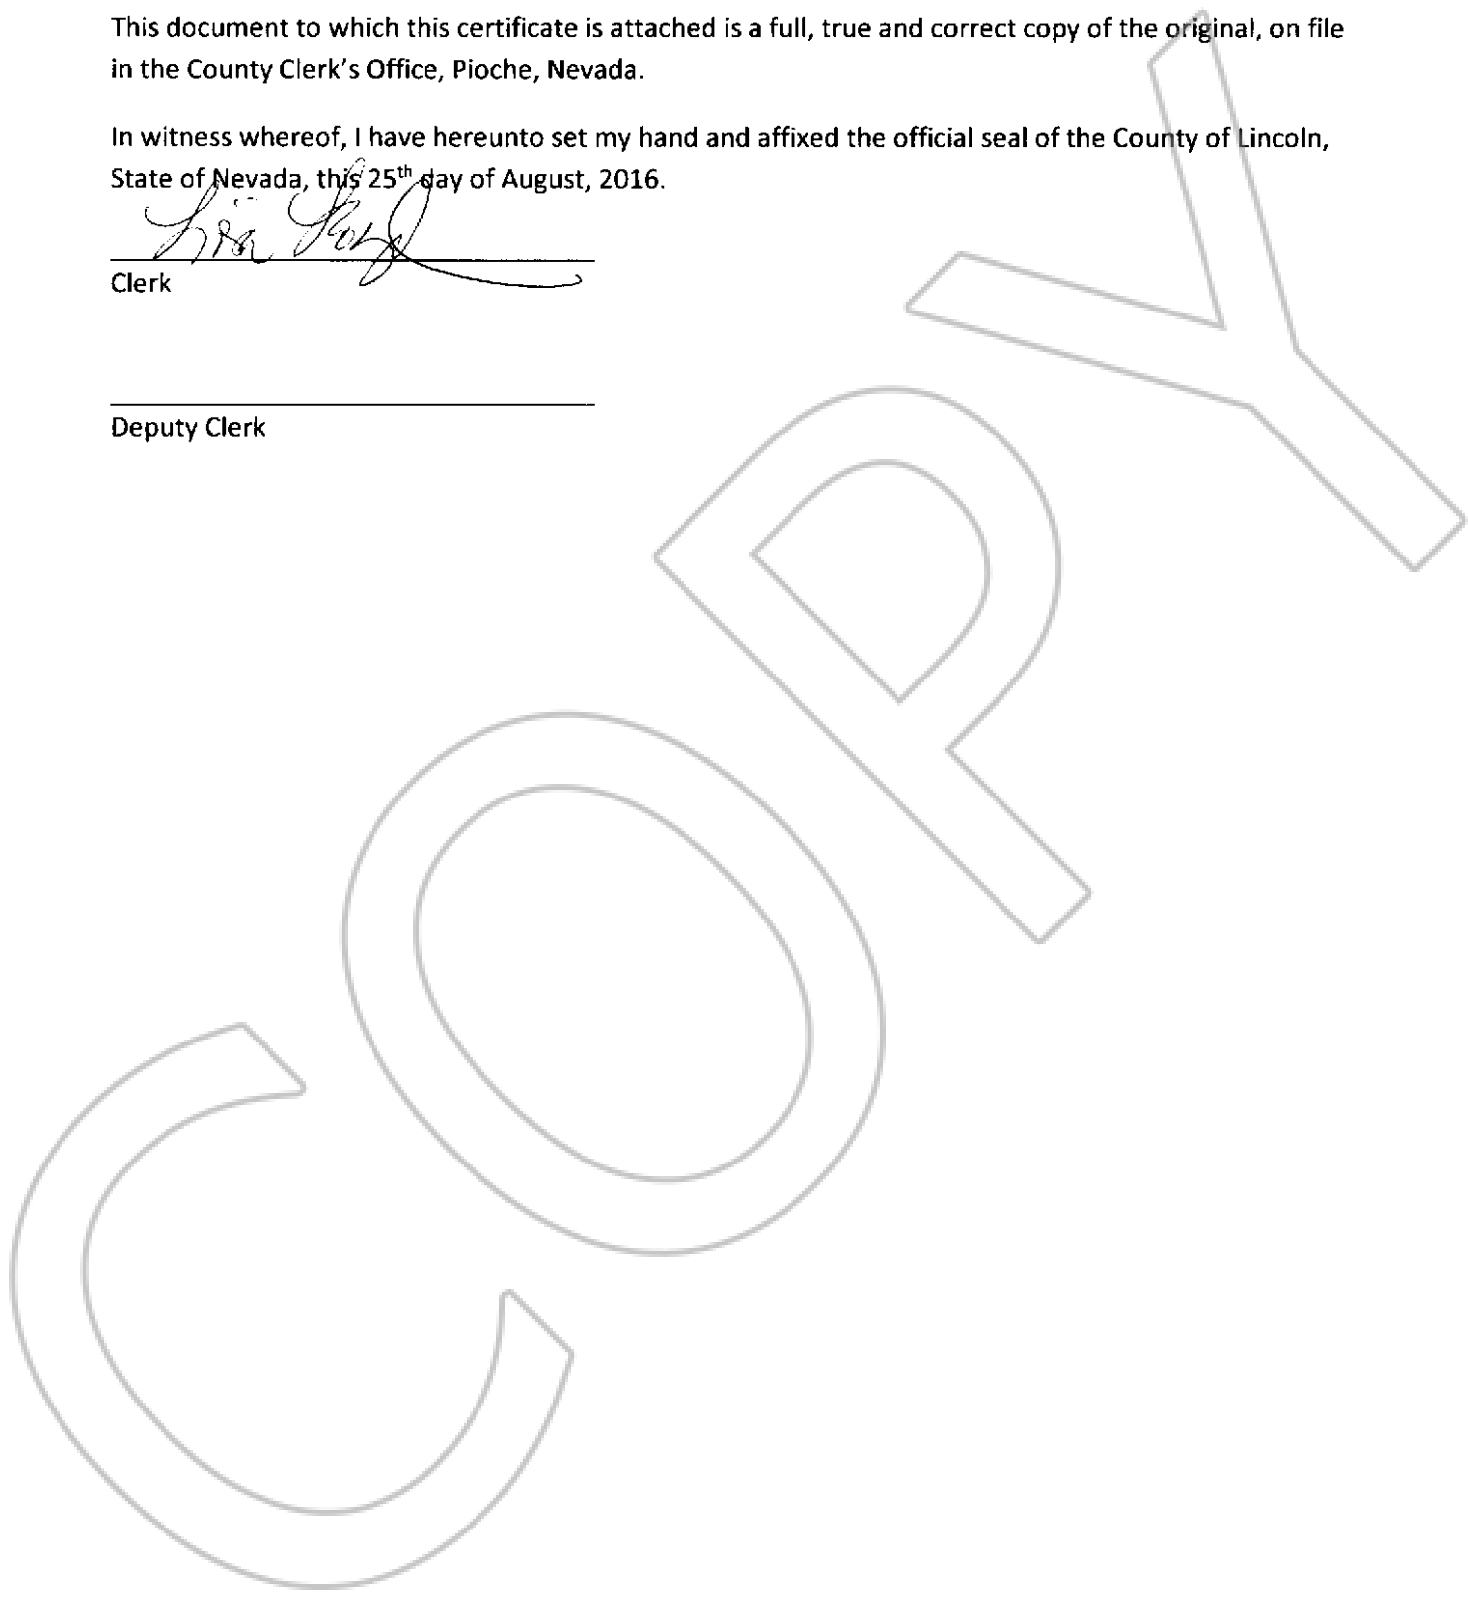 This document to which this certificate is attached is a full, true and correct copy of the original, on file
in the County Clerk's Office, Pioche, Nevada.
In witness whereof, I have hereunto set my hand and affixed the official seal of the County of Lincoln,
State of Nevada, this 25th day of August, 2016.
Lisa
Clerk
Deputy Clerk
COPY